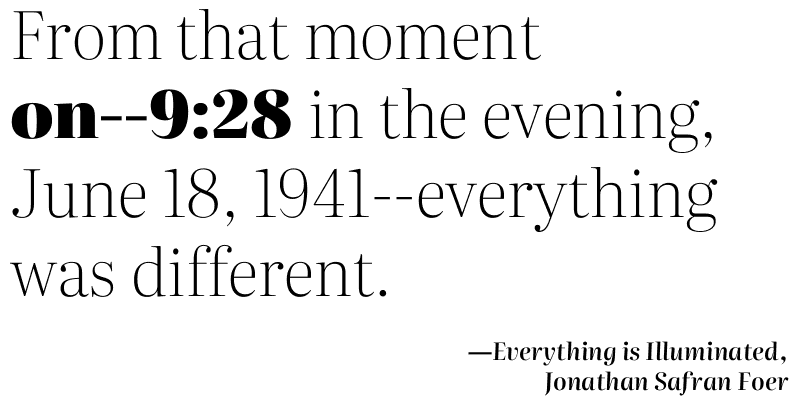 From that moment
on--9:28 in the evening,
June 18, 1941--everything
was different.
—Everything is Illuminated,
Jonathan Safran Foer